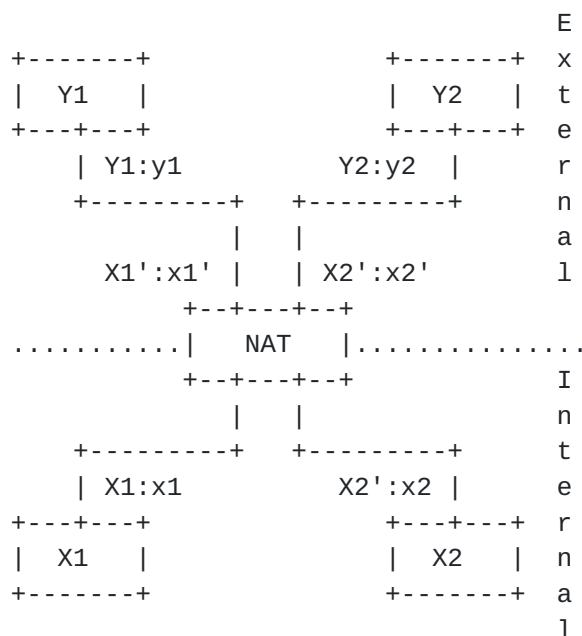 E
+-------+                +-------+  x
|  Y1   |                |  Y2   |  t
+---+---+                +---+---+  e
    | Y1:y1          Y2:y2  |       r
    +---------+   +---------+       n
              |   |                 a
      X1':x1' |   | X2':x2'         l
           +--+---+--+
...........|   NAT   |...............
           +--+---+--+              I
              |   |                 n
    +---------+   +---------+       t
    | X1:x1          X2':x2 |       e
+---+---+                +---+---+  r
|  X1   |                |  X2   |  n
+-------+                +-------+  a
                                    l